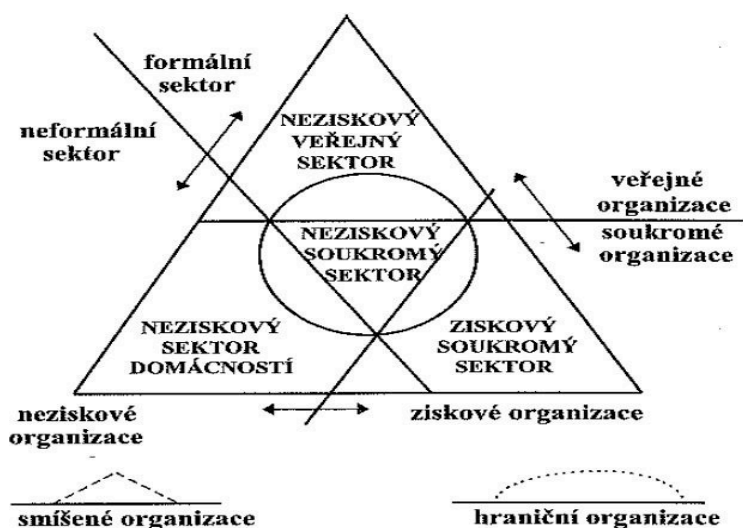 formální
sektor
neformální
sektor
NEZISKOVÝ
VEŘEJNÝ
SEKTOR
veřejné
organizace
soukromé
organizace
NEZISKOVÝ
SOUKROMÝ
SEKTOR
NEZISKOVÝ
SEKTOR
DOMÁCNOSTÍ
ZISKOVÝ
SOUKROMÝ
SEKTOR
neziskové
organizace
ziskové organizace
smíšené organizace
hraniční organizace